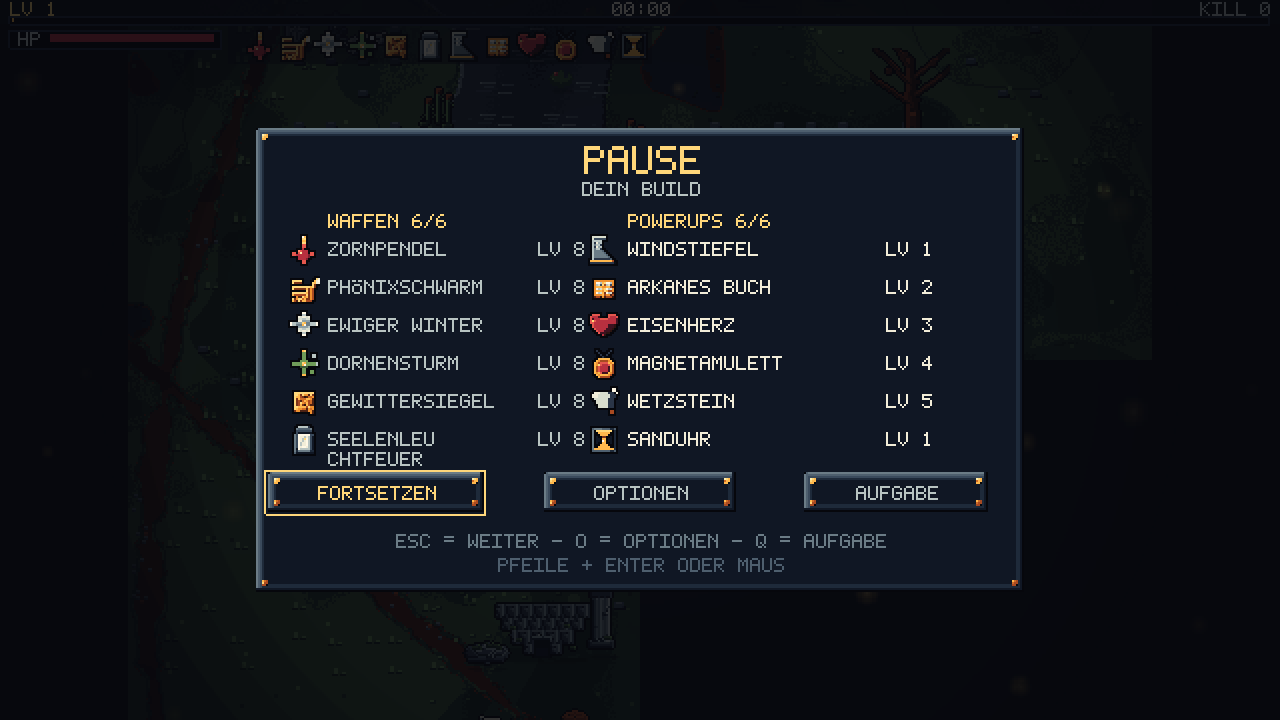 LV 1 00:00 KILL 0
HP
PAUSE
DEIN BUILD
WAFFEN 6/6 POWERUPS 6/6
ZORNPENDEL LV 8 WINDSTIEFEL LV 1
PHÖNIXSCHWARM LV 8 ARKANES BUCH LV 2
EWIGER WINTER LV 8 EISENHERZ LV 3
DORNENSTURM LV 8 MAGNETAMULETT LV 4
GEWITTERSIEGEL LV 8 WETZSTEIN LV 5
SEELENLEU LV 8 SANDUHR LV 1
CHTFEUER
FORTSETZEN OPTIONEN AUFGABE
ESC = WEITER - O = OPTIONEN - Q = AUFGABE
PFEILE + ENTER ODER MAUS